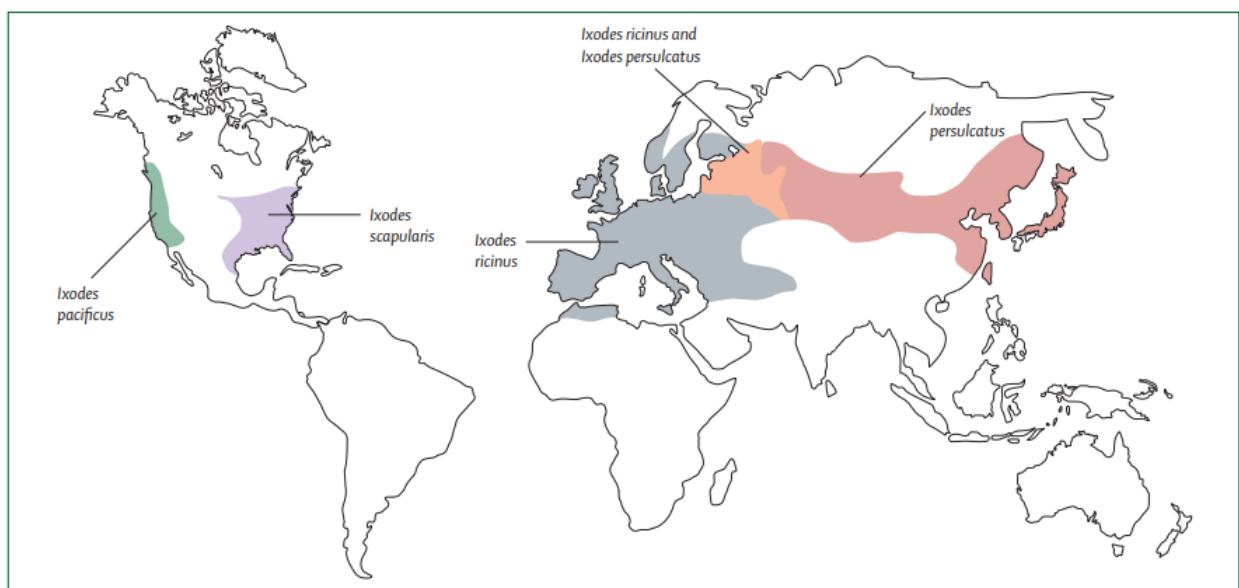 Ixodes ricinus and
Ixodes persulcatus
Ixodes
persulcatus
Ixodes
scapularis
Ixodes
ricinus
Ixodes
pacificus